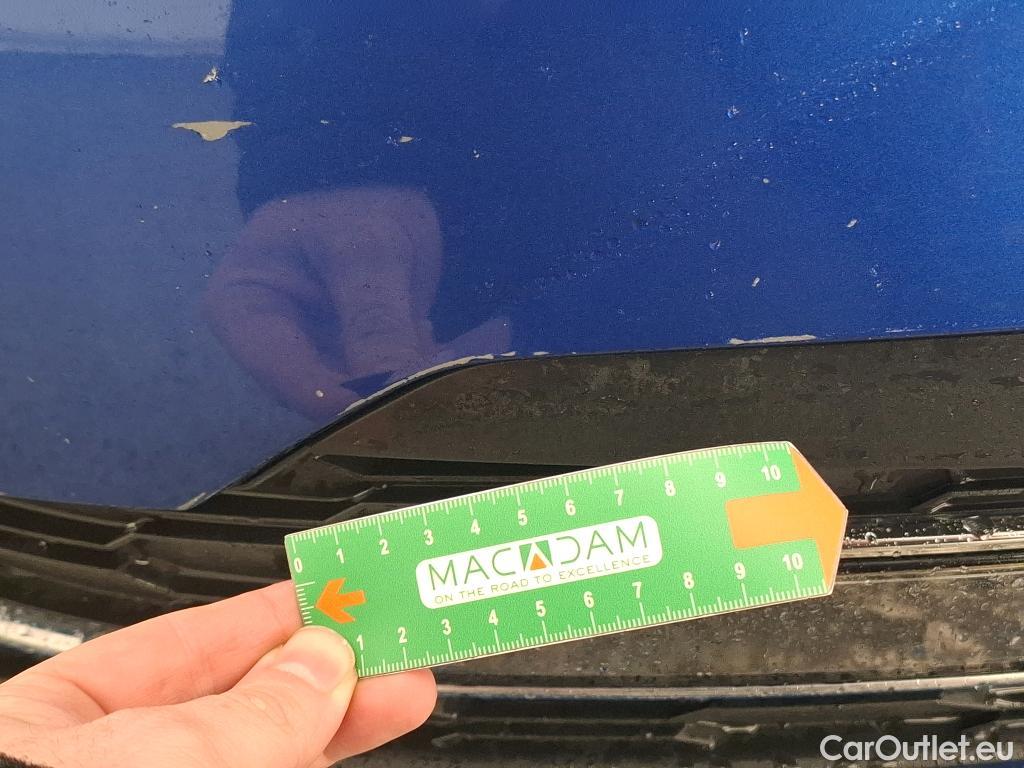 0 1 2 3 4 5 6 7 8 9 10
MACADAM
ON THE ROAD TO EXCELLENCE
1 2 3 4 5 6 7 8 9 10
CarOutlet.eu